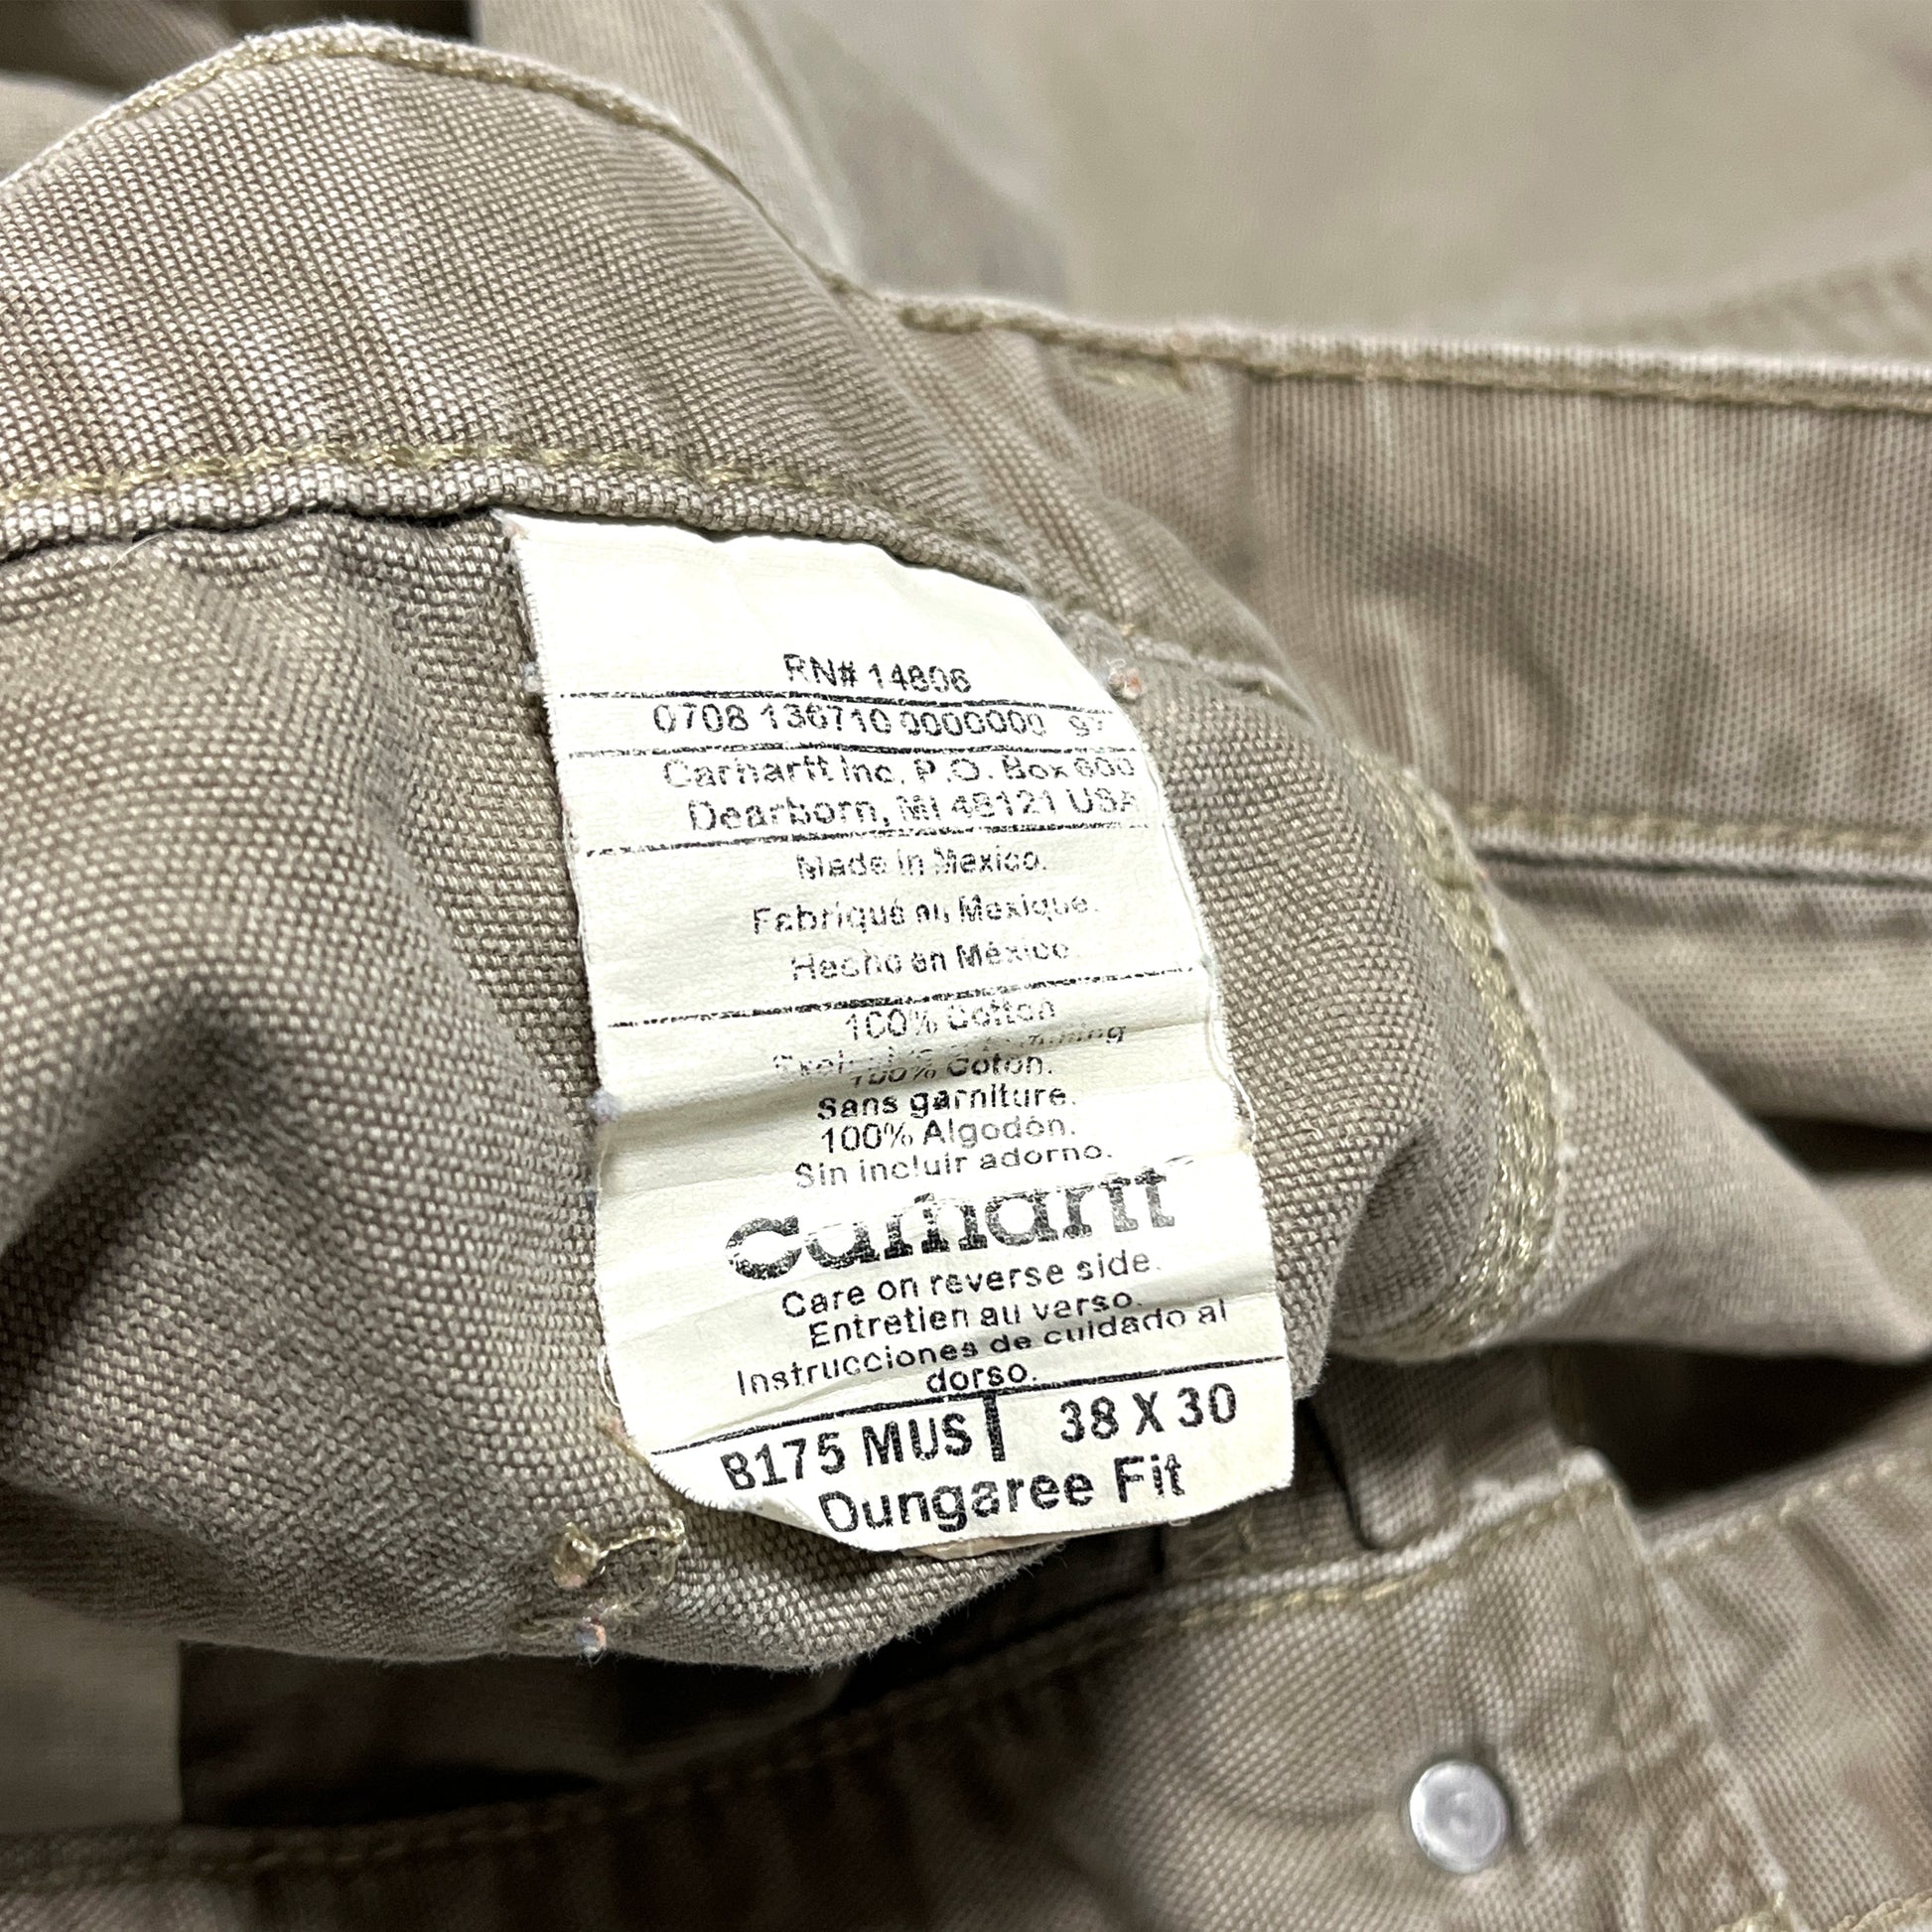 RN# 14806
0708 136710 0000000 97
Carhartt Inc. P.O. Box 600
Dearborn, MI 48121 USA
Made in Mexico.
Fabriqué au Mexique.
Hecho en México.
100% Cotton
100% Coton.
Sans garniture.
100% Algodón.
Sin incluir adorno.
carhartt
Care on reverse side.
Entretien au verso.
Instrucciones de cuidado al
dorso.
B175 MUS 38 X 30
Dungaree Fit